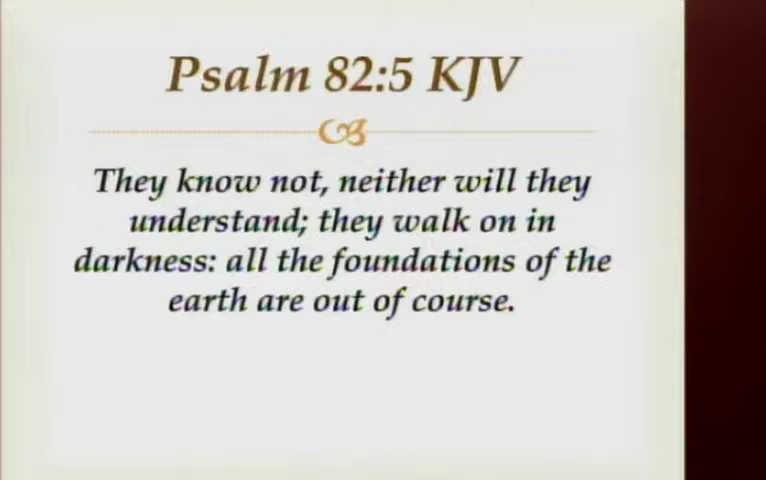 Psalm 82:5 KJV
They know not, neither will they
understand; they walk on in
darkness: all the foundations of the
earth are out of course.